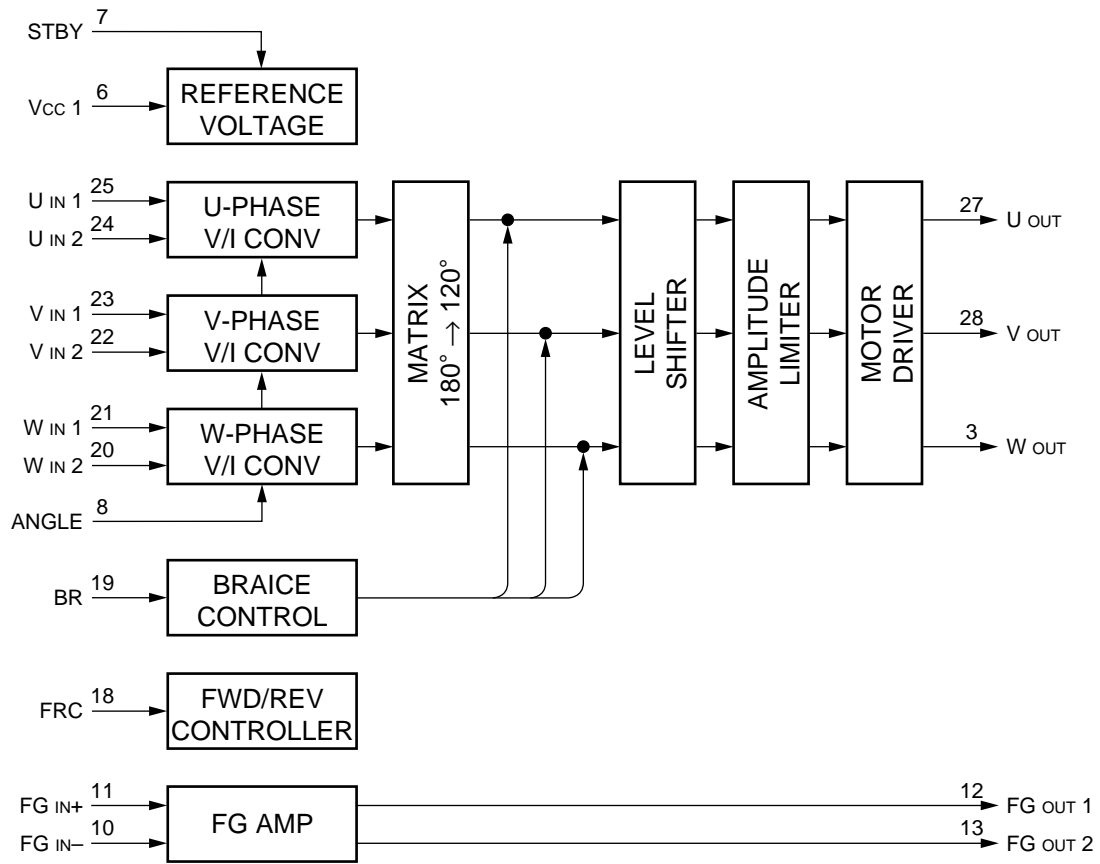 STBY 7
VCC 1 6
REFERENCE
VOLTAGE
U IN 1 25
U IN 2 24
U-PHASE
V/I CONV
V IN 1 23
V IN 2 22
V-PHASE
V/I CONV
W IN 1 21
W IN 2 20
W-PHASE
V/I CONV
ANGLE 8
MATRIX
180° → 120°
LEVEL
SHIFTER
AMPLITUDE
LIMITER
MOTOR
DRIVER
27 U OUT
28 V OUT
3 W OUT
BR 19
BRAICE
CONTROL
FRC 18
FWD/REV
CONTROLLER
FG IN+ 11
FG IN– 10
FG AMP
12 FG OUT 1
13 FG OUT 2